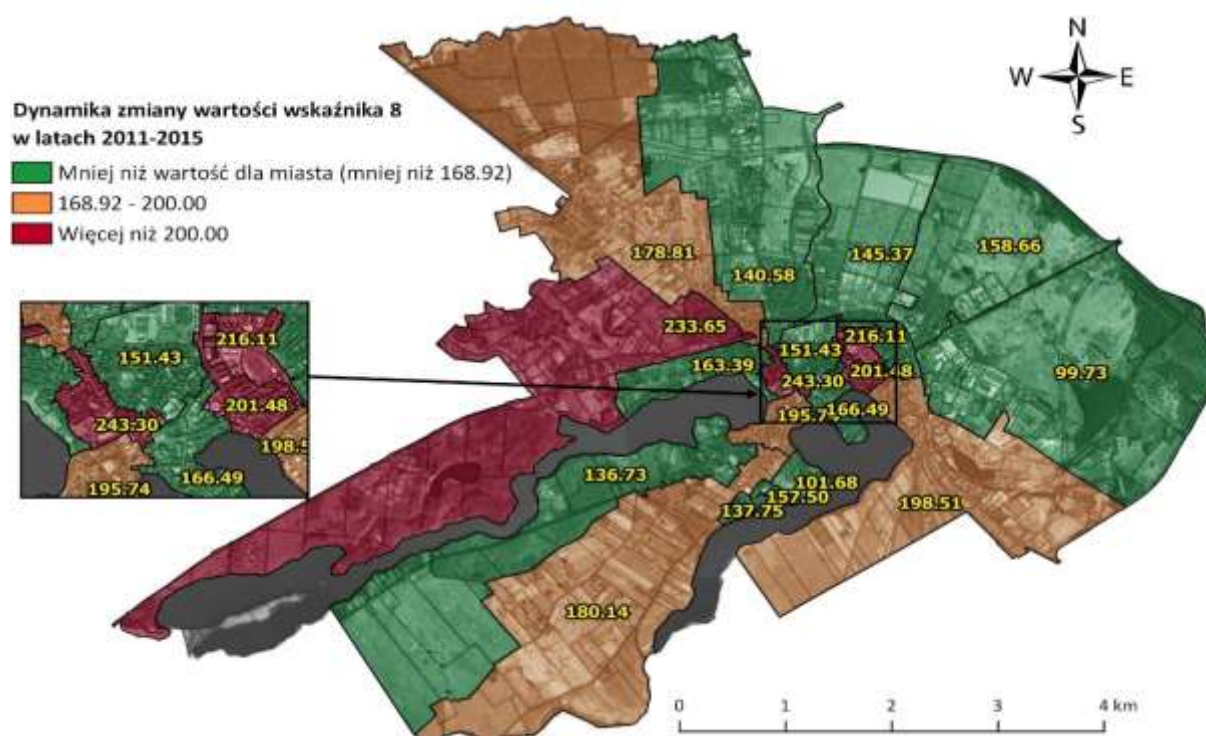 N
W E
S
Dynamika zmiany wartości wskaźnika 8
w latach 2011-2015
Mniej niż wartość dla miasta (mniej niż 168.92)
168.92 - 200.00
Więcej niż 200.00
178.81
140.58
145.37
158.66
233.65
163.39
151.43
216.11
243.30
201.48
99.73
195.74
166.49
151.43
216.11
201.48
243.30
198.5
195.74
166.49
136.73
101.68
157.50
137.75
198.51
180.14
0 1 2 3 4 km